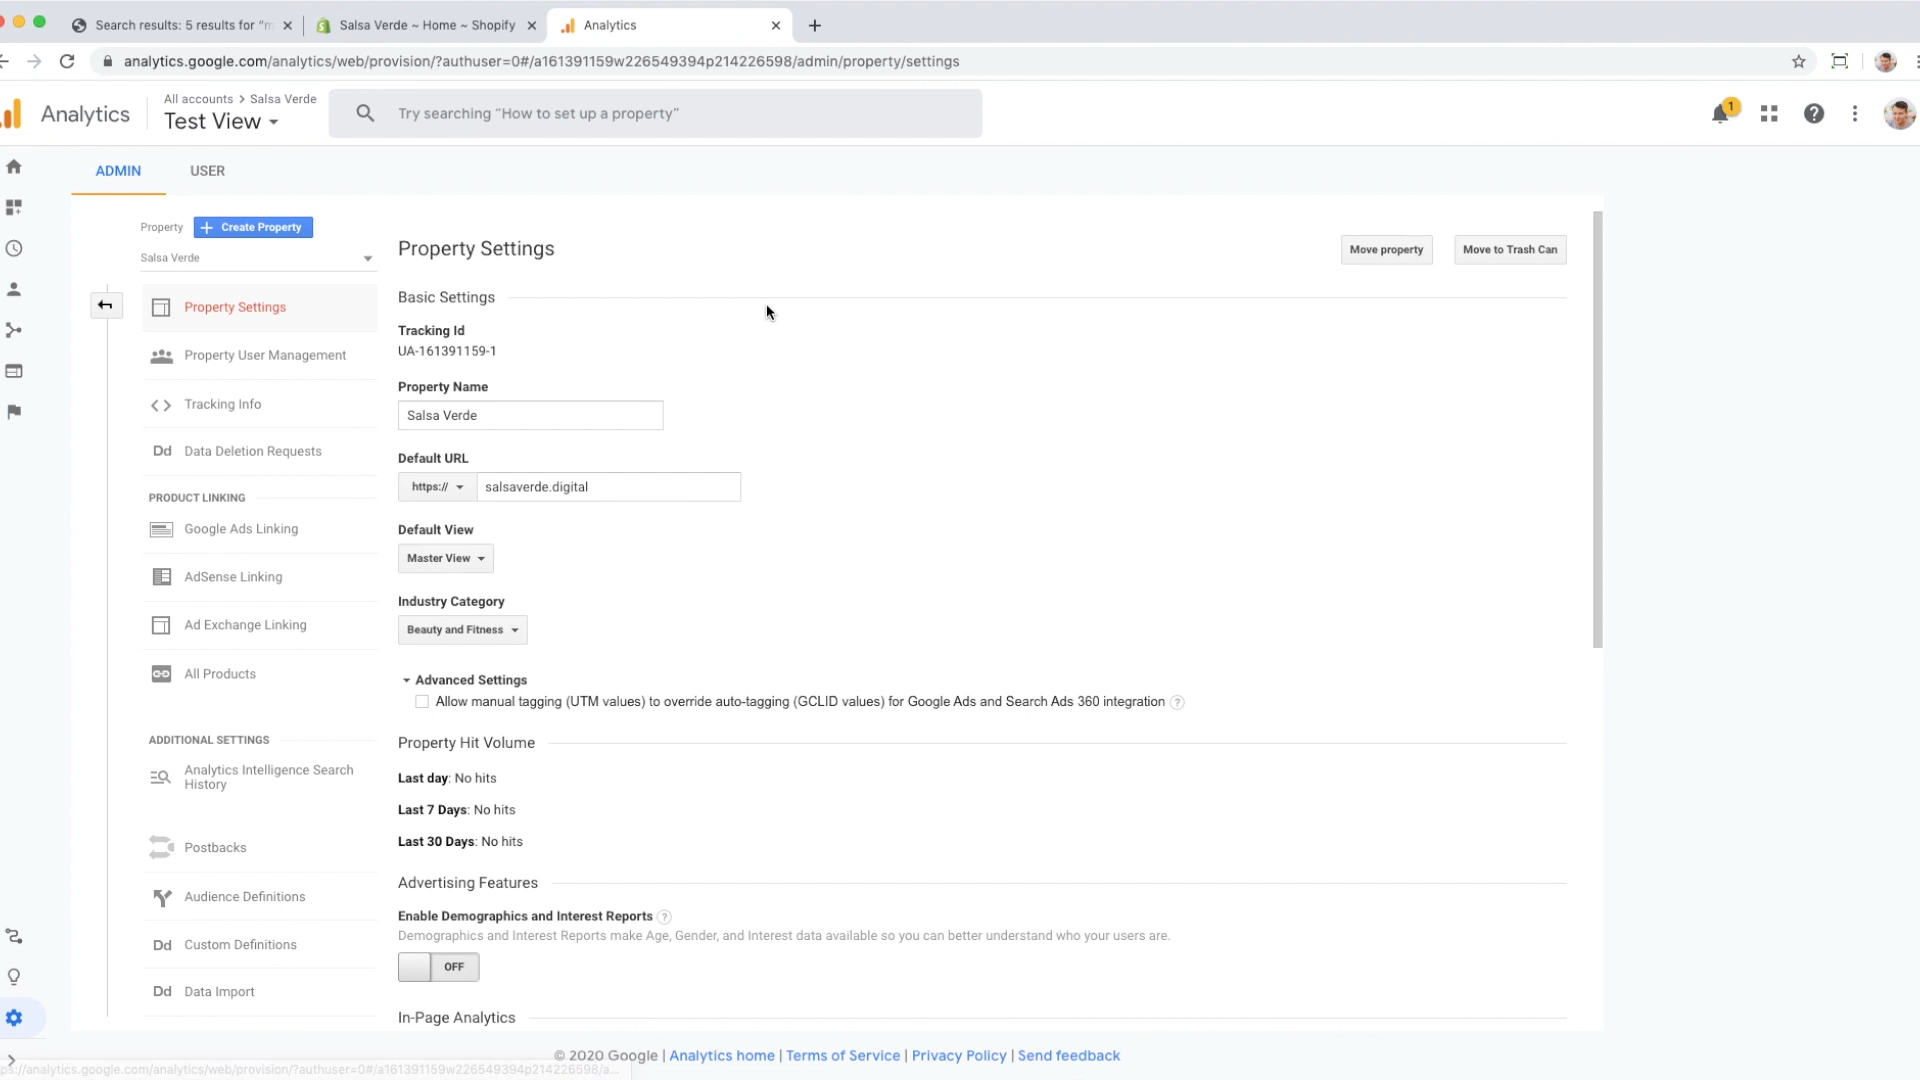 Search results: 5 results for "m
Salsa Verde ~ Home ~ Shopify
Analytics
analytics.google.com/analytics/web/provision/?authuser=0#/a161391159w226549394p214226598/admin/property/settings
Analytics
All accounts > Salsa Verde
Test View
Try searching "How to set up a property"
1
ADMIN
USER
Property
Create Property
Salsa Verde
Property Settings
Property User Management
Tracking Info
Dd Data Deletion Requests
PRODUCT LINKING
Google Ads Linking
AdSense Linking
Ad Exchange Linking
All Products
ADDITIONAL SETTINGS
Analytics Intelligence Search
History
Postbacks
Audience Definitions
Dd Custom Definitions
Dd Data Import
Property Settings
Move property
Move to Trash Can
Basic Settings
Tracking Id
UA-161391159-1
Property Name
Salsa Verde
Default URL
https://
salsaverde.digital
Default View
Master View
Industry Category
Beauty and Fitness
Advanced Settings
Allow manual tagging (UTM values) to override auto-tagging (GCLID values) for Google Ads and Search Ads 360 integration ?
Property Hit Volume
Last day: No hits
Last 7 Days: No hits
Last 30 Days: No hits
Advertising Features
Enable Demographics and Interest Reports ?
Demographics and Interest Reports make Age, Gender, and Interest data available so you can better understand who your users are.
OFF
In-Page Analytics
© 2020 Google | Analytics home | Terms of Service | Privacy Policy | Send feedback
ps://analytics.google.com/analytics/web/provision/?authuser=0#/a161391159w226549394p214226598/a...